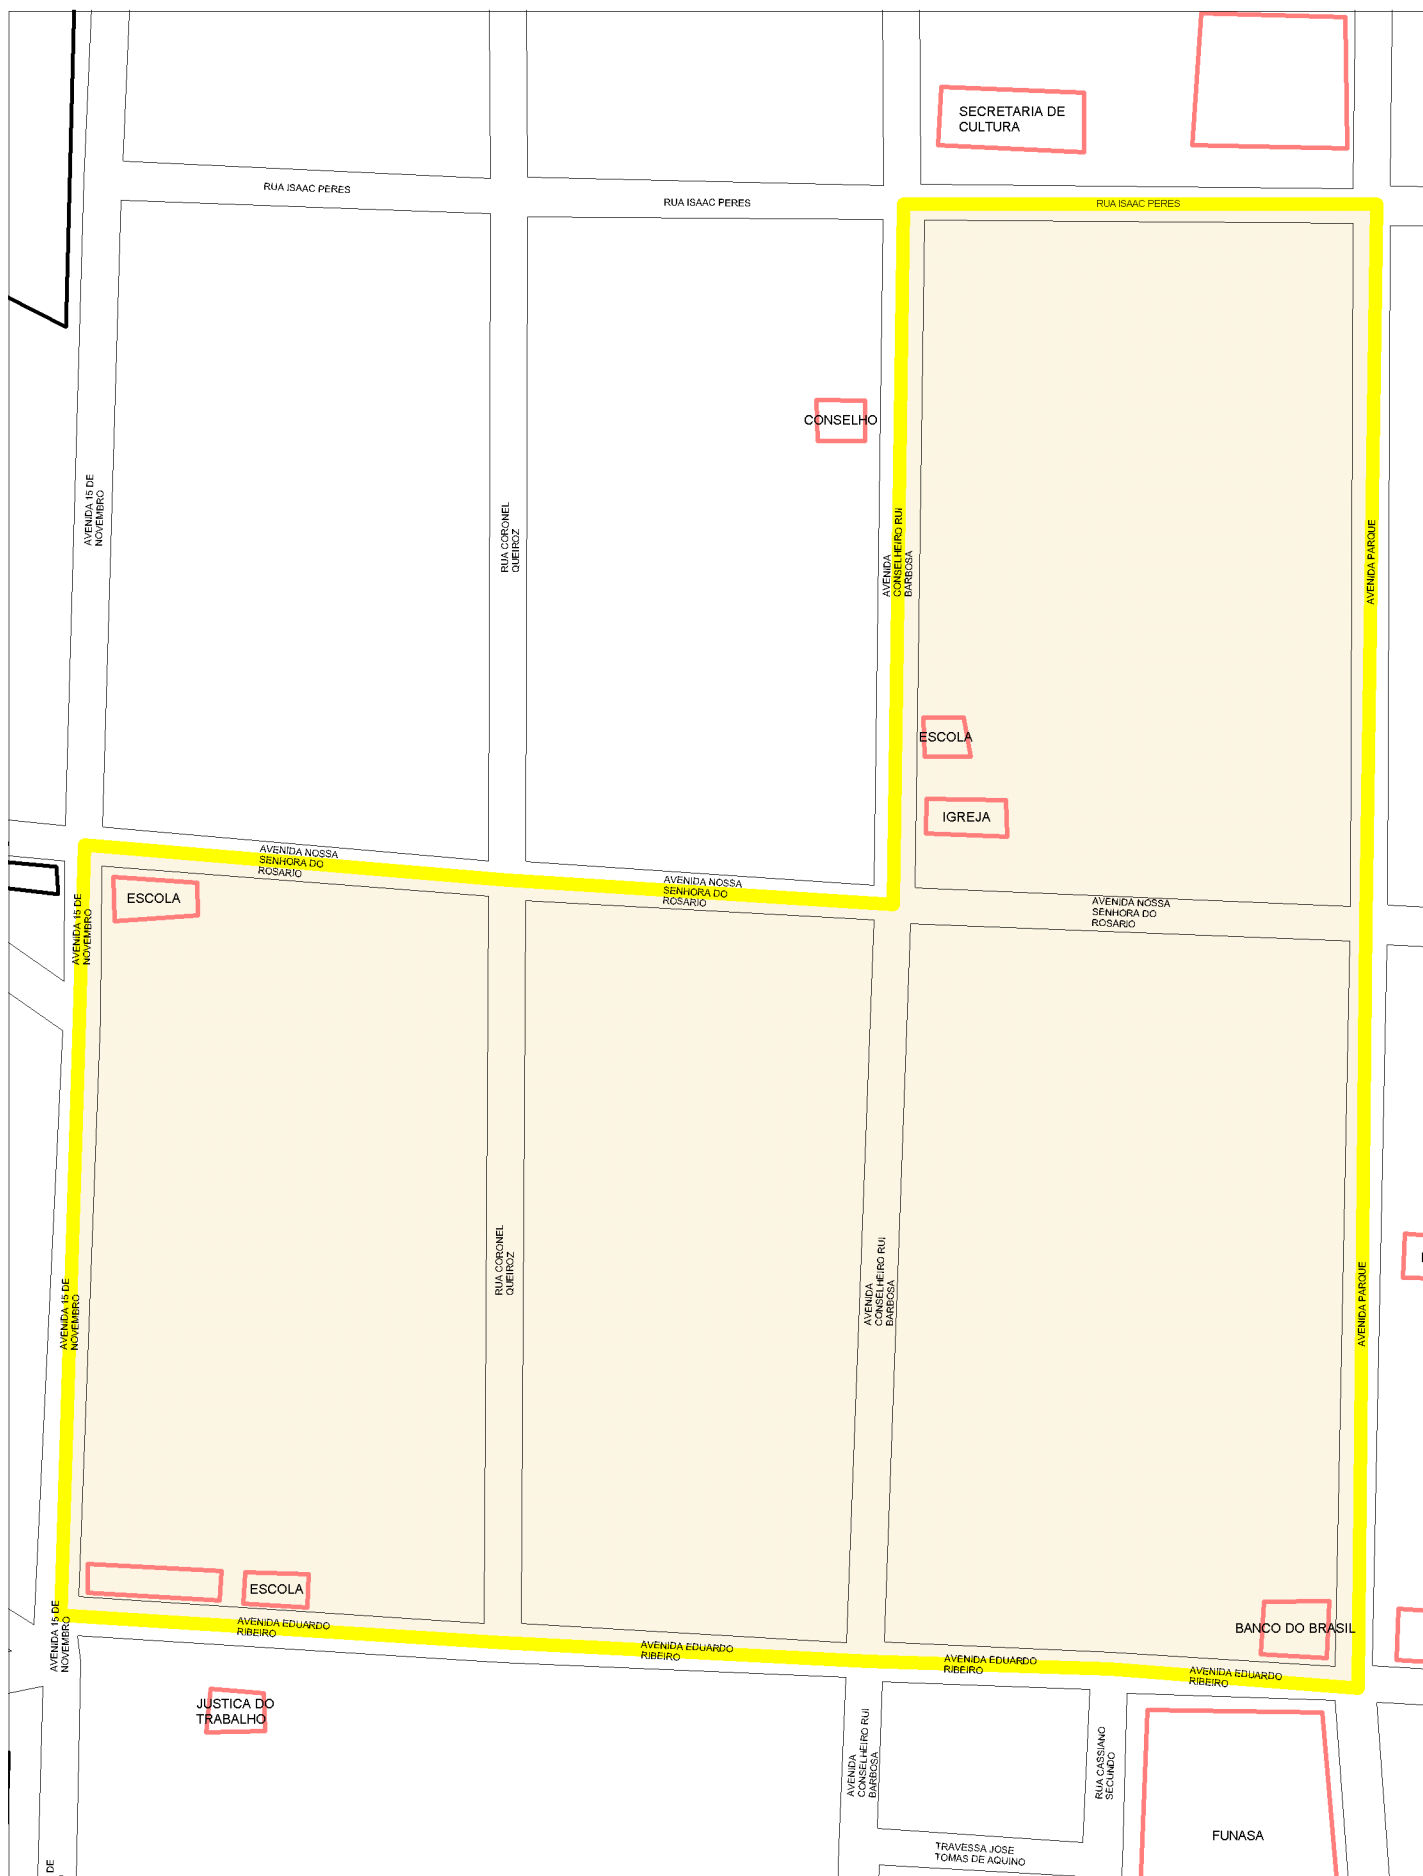 SECRETARIA DE
CULTURA
RUA ISAAC PERES
RUA ISAAC PERES
RUA ISAAC PERES
CONSELHO
AVENIDA 15 DE
NOVEMBRO
RUA CORONEL
QUEIROZ
AVENIDA
CONSELHEIRO RUI
BARBOSA
AVENIDA PARQUE
ESCOLA
IGREJA
AVENIDA NOSSA
SENHORA DO
ROSARIO
AVENIDA NOSSA
SENHORA DO
ROSARIO
AVENIDA NOSSA
SENHORA DO
ROSARIO
ESCOLA
AVENIDA 15 DE
NOVEMBRO
RUA CORONEL
QUEIROZ
AVENIDA
CONSELHEIRO RUI
BARBOSA
AVENIDA PARQUE
AVENIDA 15 DE
NOVEMBRO
ESCOLA
AVENIDA EDUARDO
RIBEIRO
AVENIDA EDUARDO
RIBEIRO
AVENIDA EDUARDO
RIBEIRO
AVENIDA EDUARDO
RIBEIRO
BANCO DO BRASIL
AVENIDA 15 DE
NOVEMBRO
JUSTICA DO
TRABALHO
AVENIDA
CONSELHEIRO RUI
BARBOSA
RUA CASSIANO
SECUNDO
FUNASA
TRAVESSA JOSE
TOMAS DE AQUINO
DE